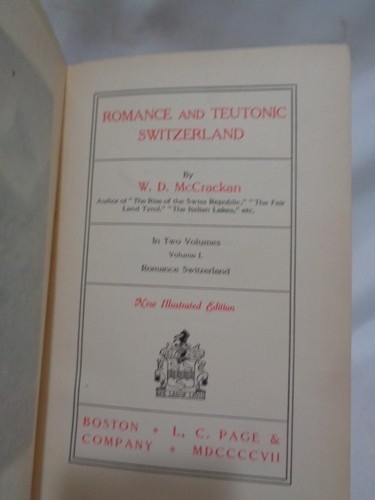 ROMANCE AND TEUTONIC
SWITZERLAND
By
W. D. McCrackan
Author of "The Rise of the Swiss Republic," "The Fair
Land Tyrol," "The Italian Lakes," etc.
In Two Volumes
Volume I.
Romance Switzerland
New Illustrated Edition
BOSTON + L. C. PAGE &
COMPANY + MDCCCCVII